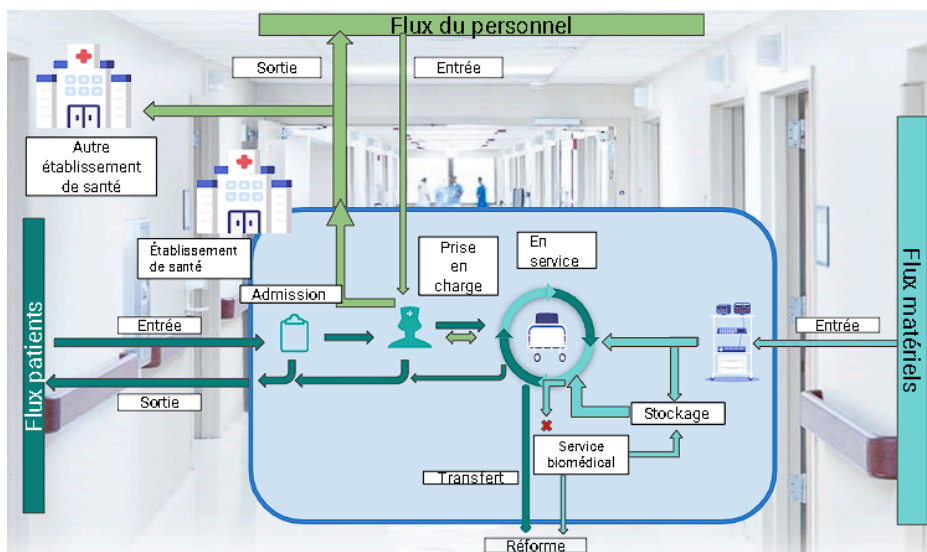 Flux du personnel
Sortie
Entrée
Autre
établissement
de santé
Établissement
de santé
Prise
en
charge
En
service
Admission
Flux patients
Entrée
Sortie
Flux matériels
Entrée
Stockage
Service
biomédical
Transfert
Réforme